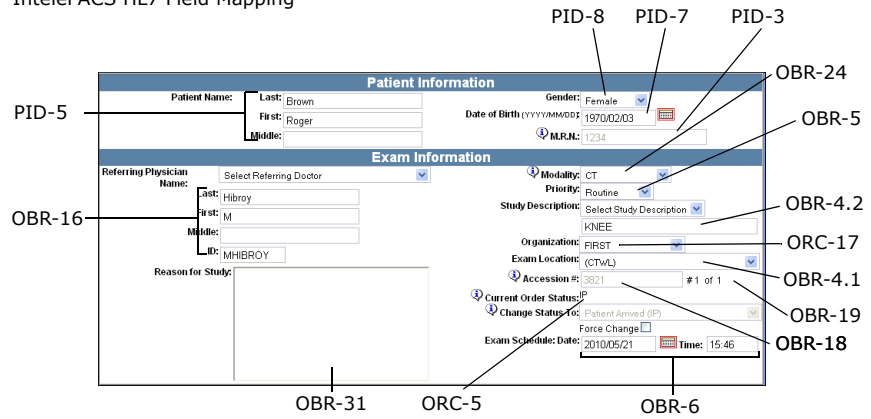 IntelePACS HL7 Field Mapping
PID-8 PID-7 PID-3
Patient Information
OBR-24
PID-5
Patient Name: Last: Brown
Gender: Female
First: Roger
Date of Birth (YYYY/MM/DD): 1970/02/03
OBR-5
Middle:
M.R.N.: 1234
Exam Information
Referring Physician Name: Select Referring Doctor
Modality: CT
Priority: Routine
OBR-16
Last: Hibroy
Study Description: Select Study Description
OBR-4.2
First: M
KNEE
Middle:
Organization: FIRST
ORC-17
ID: MHIBROY
Exam Location: (CTWL)
OBR-4.1
Reason for Study:
Accession #: 3821 # 1 of 1
OBR-19
Current Order Status: IP
Change Status To: Patient Arrived (IP)
Force Change
OBR-18
Exam Schedule: Date: 2010/05/21 Time: 15:46
OBR-31 ORC-5 OBR-6